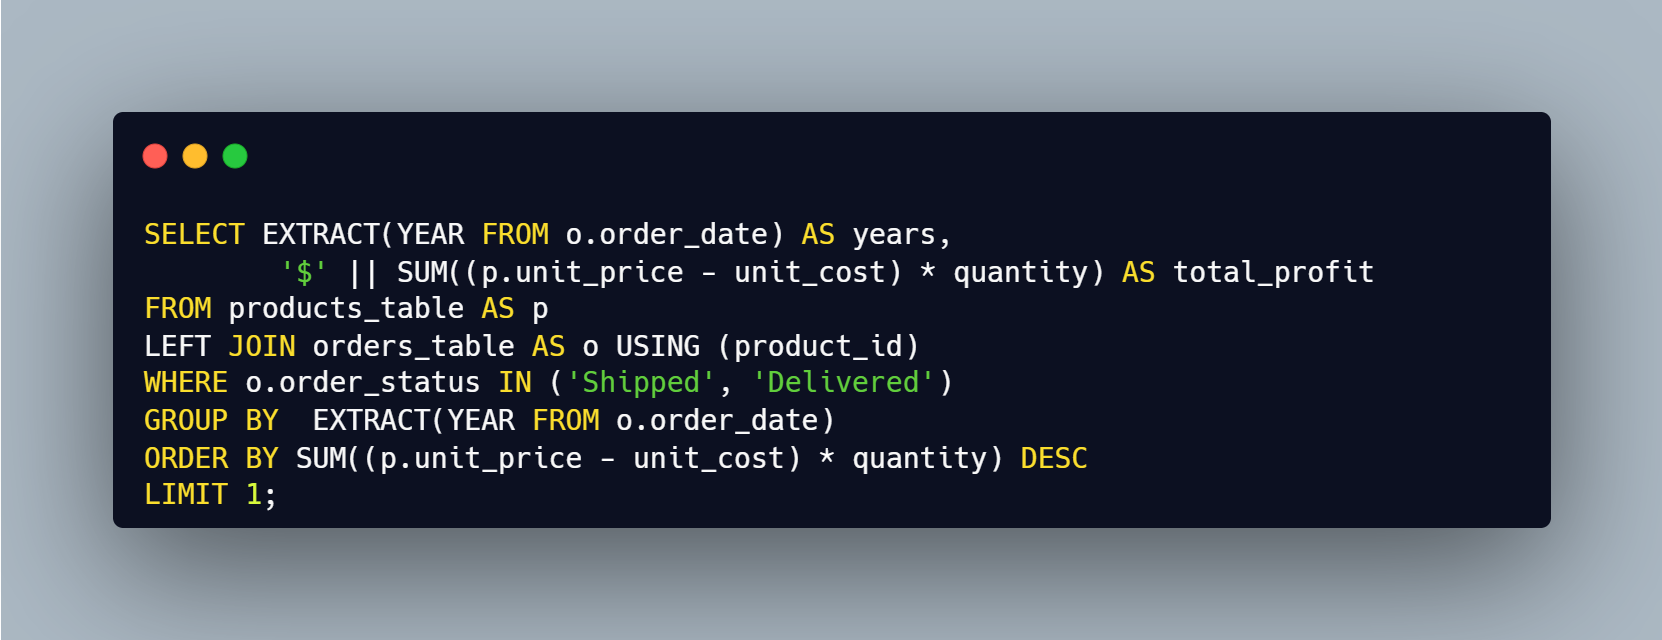 SELECT EXTRACT(YEAR FROM o.order_date) AS years,
        '$' || SUM((p.unit_price - unit_cost) * quantity) AS total_profit
FROM products_table AS p
LEFT JOIN orders_table AS o USING (product_id)
WHERE o.order_status IN ('Shipped', 'Delivered')
GROUP BY  EXTRACT(YEAR FROM o.order_date)
ORDER BY SUM((p.unit_price - unit_cost) * quantity) DESC
LIMIT 1;